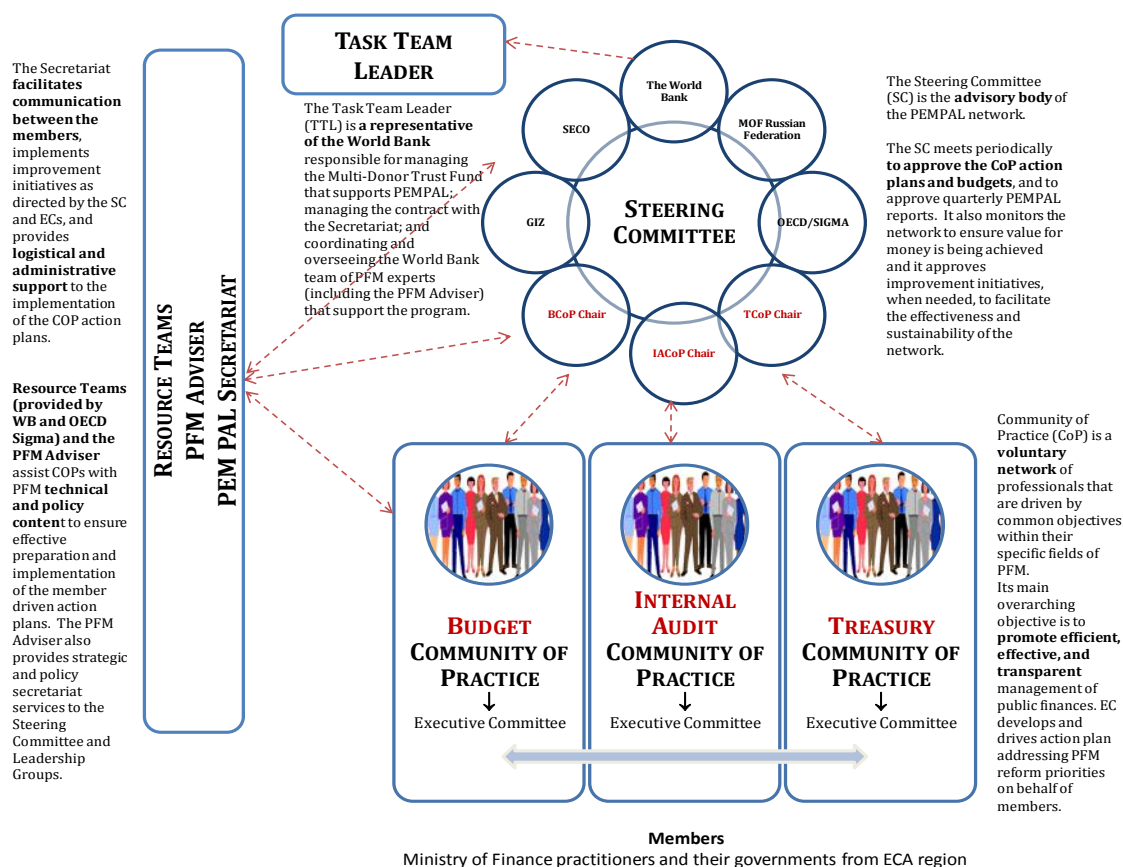 TASK TEAM
LEADER
The Task Team Leader
(TTL) is a representative
of the World Bank
responsible for managing
the Multi-Donor Trust Fund
that supports PEMPAL;
managing the contract with
the Secretariat; and
coordinating and
overseeing the World Bank
team of PFM experts
(including the PFM Adviser)
that support the program.
The Secretariat
facilitates
communication
between the
members,
implements
improvement
initiatives as
directed by the SC
and ECs, and
provides
logistical and
administrative
support to the
implementation
of the COP action
plans.
Resource Teams
(provided by
WB and OECD
Sigma) and the
PFM Adviser
assist COPs with
PFM technical
and policy
content to ensure
effective
preparation and
implementation
of the member
driven action
plans. The PFM
Adviser also
provides strategic
and policy
secretariat
services to the
Steering
Committee and
Leadership
Groups.
RESOURCE TEAMS
PFM ADVISER
PEM PAL SECRETARIAT
The World
Bank
SECO
MOF Russian
Federation
GIZ
STEERING
COMMITTEE
OECD/SIGMA
BCoP Chair
TCoP Chair
IACoP Chair
The Steering Committee
(SC) is the advisory body of
the PEMPAL network.
The SC meets periodically
to approve the CoP action
plans and budgets, and to
approve quarterly PEMPAL
reports. It also monitors the
network to ensure value for
money is being achieved
and it approves
improvement initiatives,
when needed, to facilitate
the effectiveness and
sustainability of the
network.
BUDGET
COMMUNITY OF
PRACTICE
Executive Committee
INTERNAL
AUDIT
COMMUNITY OF
PRACTICE
Executive Committee
TREASURY
COMMUNITY OF
PRACTICE
Executive Committee
Community of
Practice (CoP) is a
voluntary
network of
professionals that
are driven by
common objectives
within their
specific fields of
PFM.
Its main
overarching
objective is to
promote efficient,
effective, and
transparent
management of
public finances. EC
develops and
drives action plan
addressing PFM
reform priorities
on behalf of
members.
Members
Ministry of Finance practitioners and their governments from ECA region